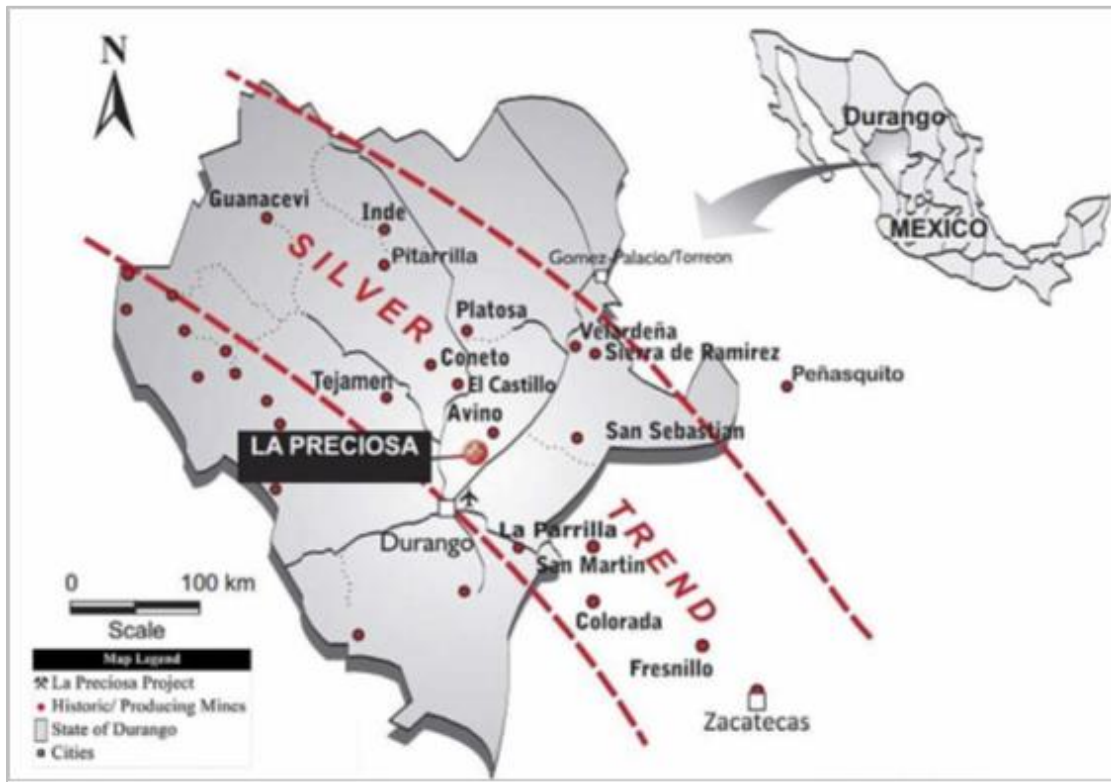 N
Durango
MEXICO
Guanacevi
Inde
Pitarrilla
Gomez-Palacio/Torreon
SILVER
Platosa
Velardeña
Sierra de Ramirez
Coneto
Peñasquito
Tejamen
El Castillo
Avino
San Sebastian
LA PRECIOSA
TREND
Durango
La Parrilla
San Martin
0 100 km
Scale
Colorada
Fresnillo
Zacatecas
Map Legend
La Preciosa Project
Historic/ Producing Mines
State of Durango
Cities